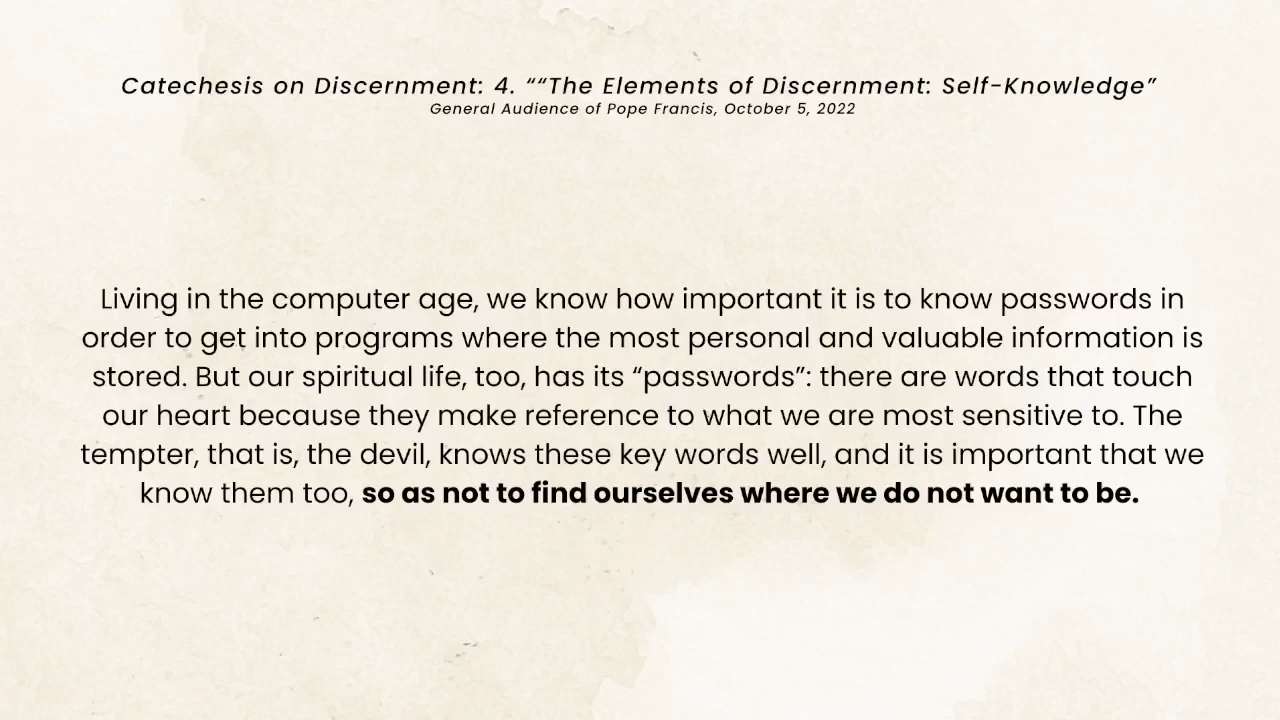 Catechesis on Discernment: 4. ““The Elements of Discernment: Self-Knowledge”
General Audience of Pope Francis, October 5, 2022
Living in the computer age, we know how important it is to know passwords in
order to get into programs where the most personal and valuable information is
stored. But our spiritual life, too, has its “passwords”: there are words that touch
our heart because they make reference to what we are most sensitive to. The
tempter, that is, the devil, knows these key words well, and it is important that we
know them too, so as not to find ourselves where we do not want to be.